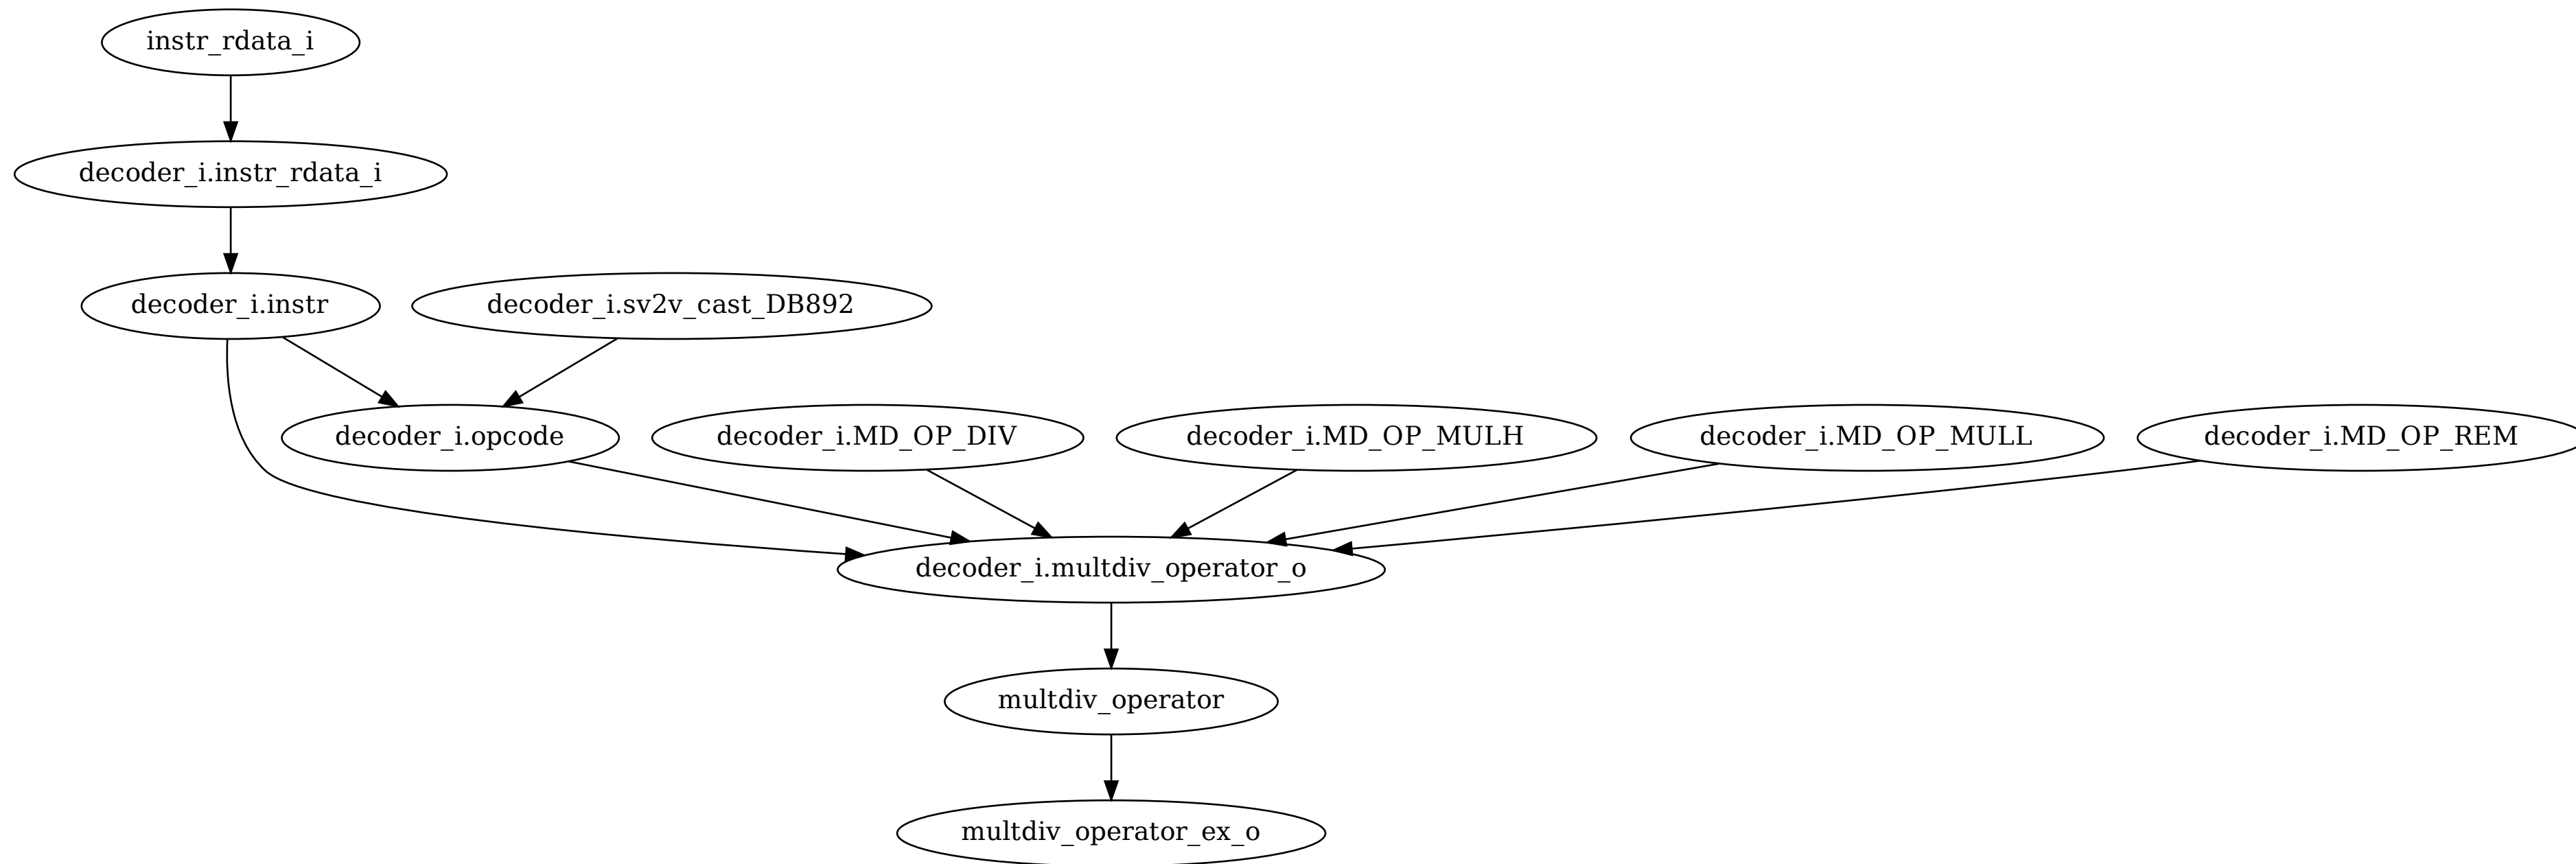 instr_rdata_i
decoder_i.instr_rdata_i
decoder_i.instr
decoder_i.sv2v_cast_DB892
decoder_i.opcode
decoder_i.MD_OP_DIV
decoder_i.MD_OP_MULH
decoder_i.MD_OP_MULL
decoder_i.MD_OP_REM
decoder_i.multdiv_operator_o
multdiv_operator
multdiv_operator_ex_o